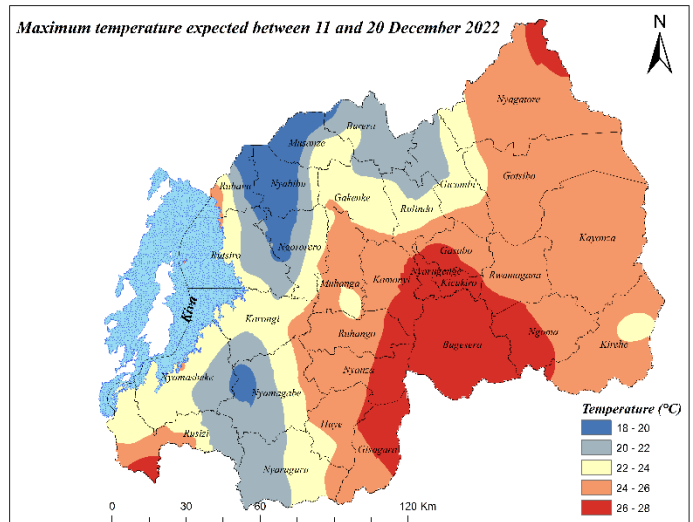 Maximum temperature expected between 11 and 20 December 2022
N
Nyagatare
Burera
Musanze
Rubavu
Nyabihu
Gicumbi
Gatsibo
Gakenke
Rulindo
Ngororero
Kayonza
Rutsiro
Gasabo
Muhanga
Kamonyi
Nyarugenge
Rwamagana
Kicukiro
Kivu
Karongi
Ruhango
Bugesera
Ngoma
Kirehe
Nyamasheke
Nyamagabe
Nyanza
Huye
Rusizi
Gisagara
Nyaruguru
Temperature (°C)
18 - 20
20 - 22
22 - 24
24 - 26
26 - 28
0 30 60 120 Km